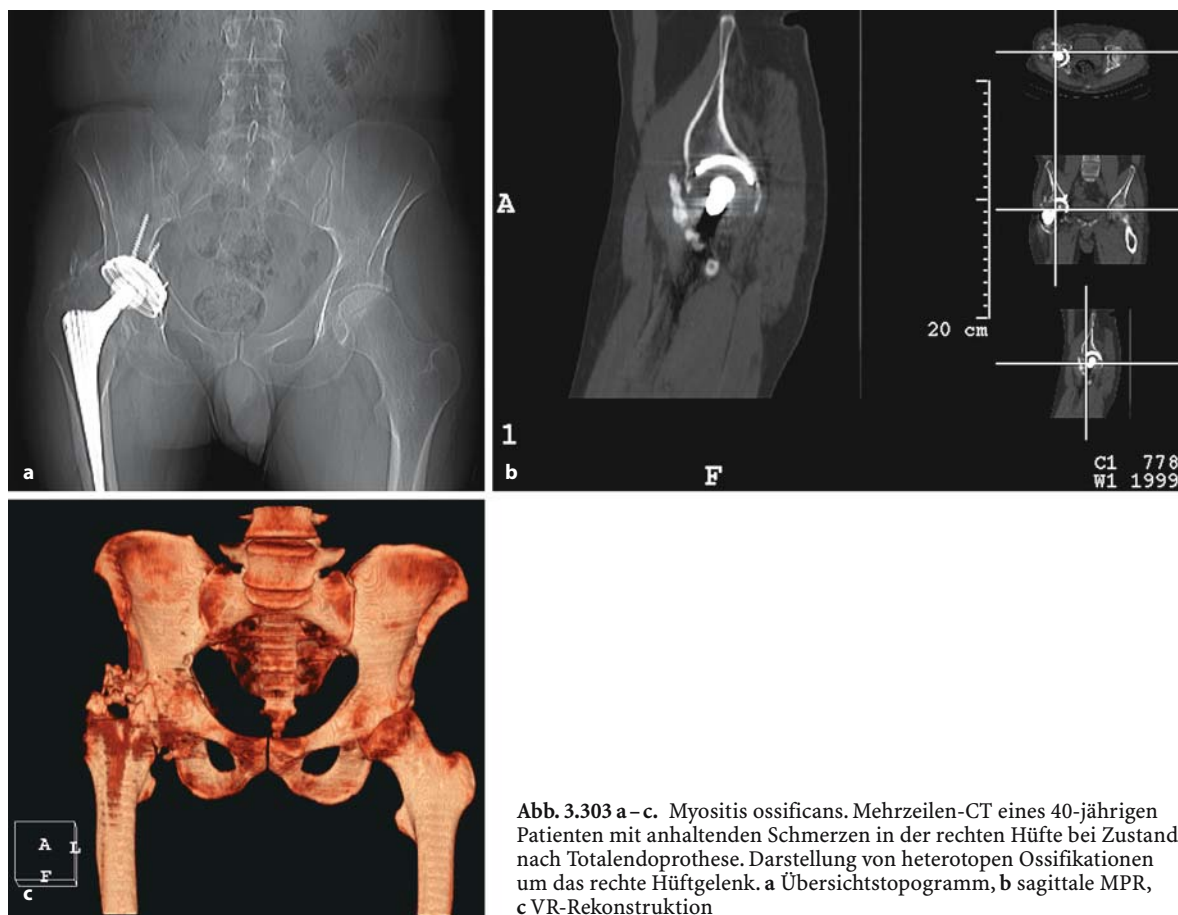 a
A
1
F
b
20 cm
C1 778
W1 1999
A
L
F
c
Abb. 3.303 a – c. Myositis ossificans. Mehrzeilen-CT eines 40-jährigen
Patienten mit anhaltenden Schmerzen in der rechten Hüfte bei Zustand
nach Totalendoprothese. Darstellung von heterotopen Ossifikationen
um das rechte Hüftgelenk. a Übersichtstopogramm, b sagittale MPR,
c VR-Rekonstruktion